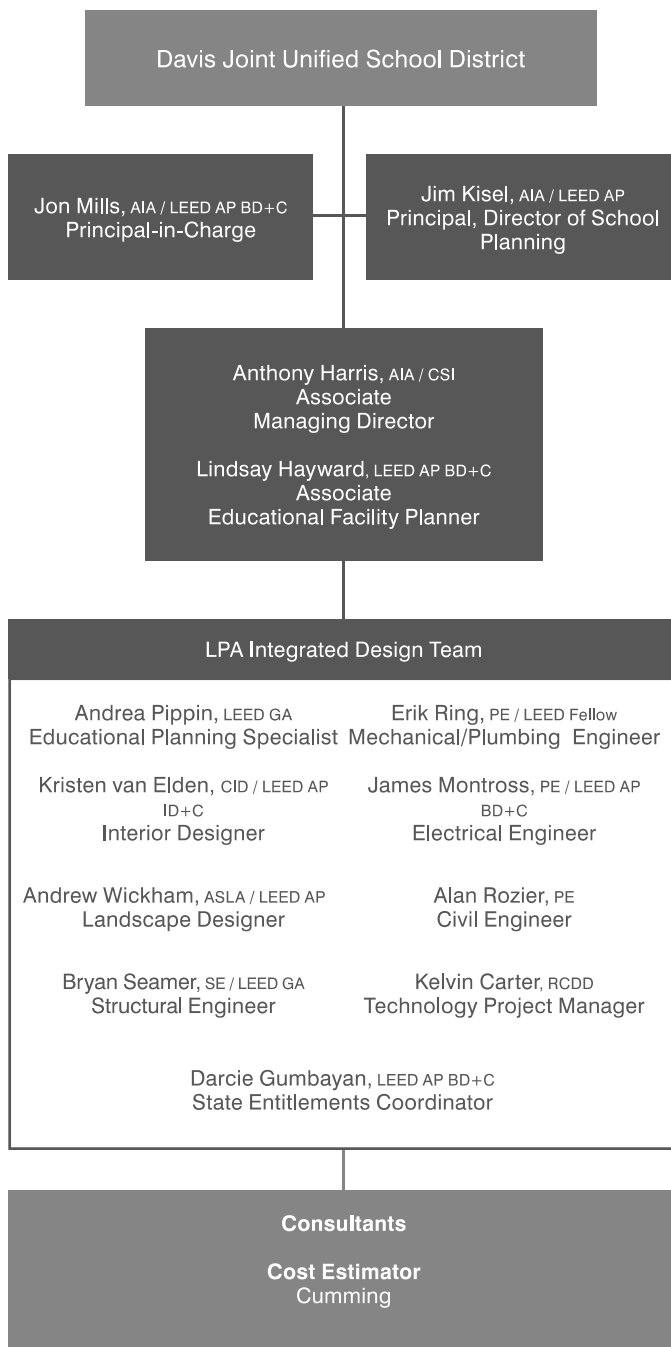 Davis Joint Unified School District
Jon Mills, AIA / LEED AP BD+C
Principal-in-Charge
Jim Kisel, AIA / LEED AP
Principal, Director of School
Planning
Anthony Harris, AIA / CSI
Associate
Managing Director
Lindsay Hayward, LEED AP BD+C
Associate
Educational Facility Planner
LPA Integrated Design Team
Andrea Pippin, LEED GA
Educational Planning Specialist
Erik Ring, PE / LEED Fellow
Mechanical/Plumbing Engineer
Kristen van Elden, CID / LEED AP
ID+C
Interior Designer
James Montross, PE / LEED AP
BD+C
Electrical Engineer
Andrew Wickham, ASLA / LEED AP
Landscape Designer
Alan Rozier, PE
Civil Engineer
Bryan Seamer, SE / LEED GA
Structural Engineer
Kelvin Carter, RCDD
Technology Project Manager
Darcie Gumbayan, LEED AP BD+C
State Entitlements Coordinator
Consultants
Cost Estimator
Cumming